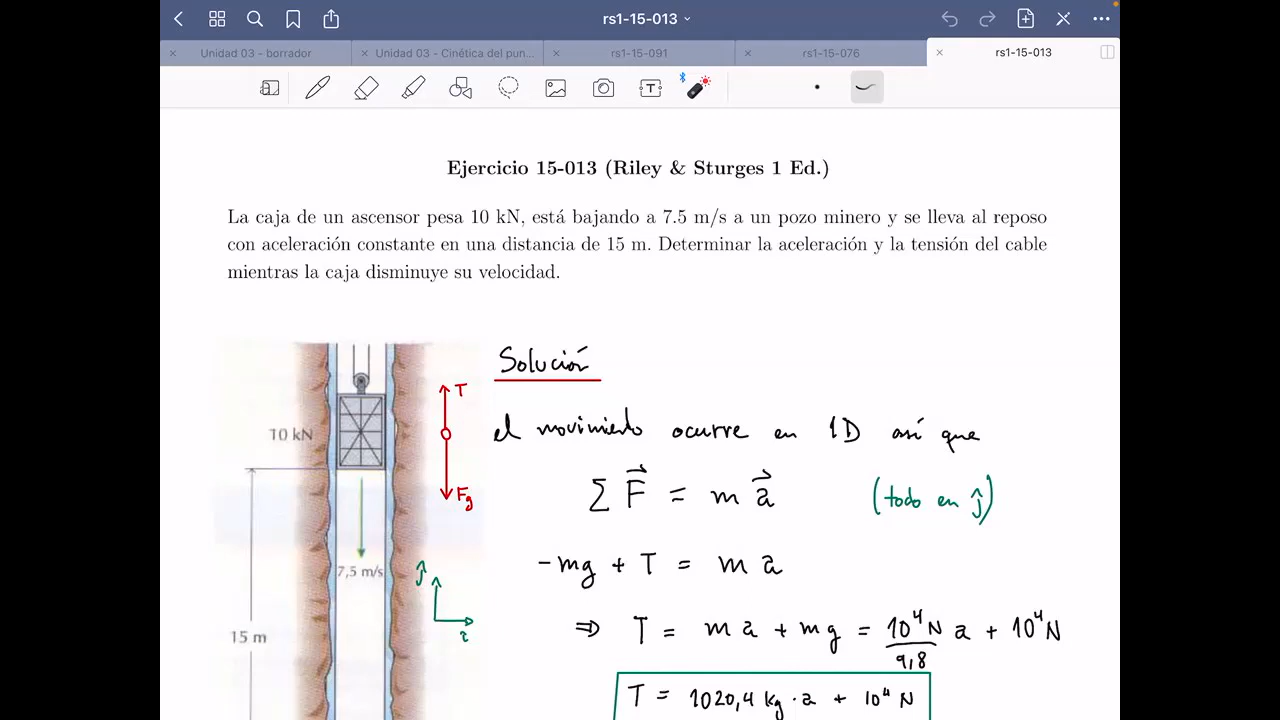 rs1-15-013
Unidad 03 - borrador
Unidad 03 - Cinética del pun...
rs1-15-091
rs1-15-076
rs1-15-013
T
Ejercicio 15-013 (Riley & Sturges 1 Ed.)
La caja de un ascensor pesa 10 kN, está bajando a 7.5 m/s a un pozo minero y se lleva al reposo
con aceleración constante en una distancia de 15 m. Determinar la aceleración y la tensión del cable
mientras la caja disminuye su velocidad.
Solución
T
10 kN
el movimiento ocurre en 1D así que
Fg
Σ F⃗ = m a⃗ (todo en ĵ)
7,5 m/s
ĵ
-mg + T = m a
î
15 m
⇒ T = m a + mg = 10⁴N/9,8 a + 10⁴N
T = 1020,4 kg · a + 10⁴ N